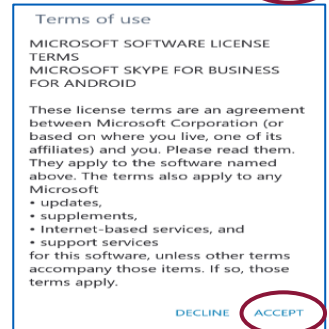 Terms of use
MICROSOFT SOFTWARE LICENSE
TERMS
MICROSOFT SKYPE FOR BUSINESS
FOR ANDROID
These license terms are an agreement
between Microsoft Corporation (or
based on where you live, one of its
affiliates) and you. Please read them.
They apply to the software named
above. The terms also apply to any
Microsoft
• updates,
• supplements,
• Internet-based services, and
• support services
for this software, unless other terms
accompany those items. If so, those
terms apply.
DECLINE ACCEPT